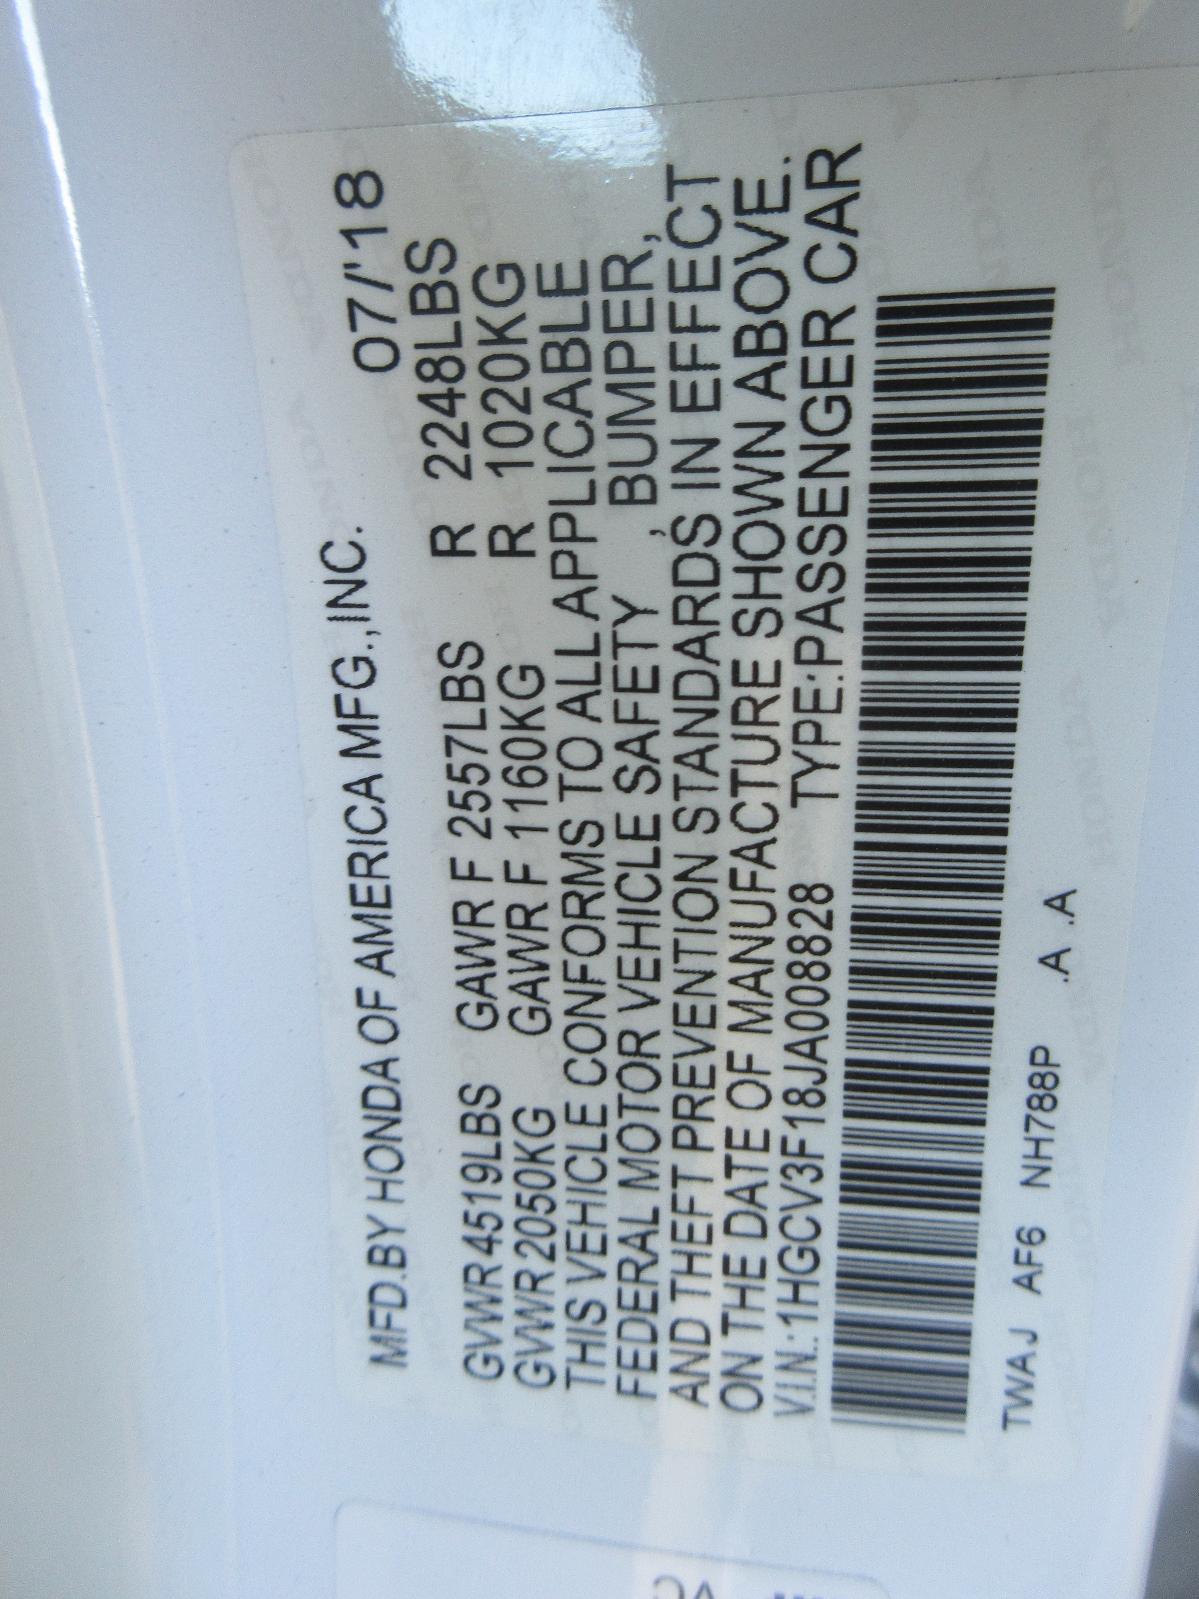 MFD.BY HONDA OF AMERICA MFG.,INC. 07/'18
GVWR 4519LBS GAWR F 2557LBS R 2248LBS
GVWR 2050KG GAWR F 1160KG R 1020KG
THIS VEHICLE CONFORMS TO ALL APPLICABLE
FEDERAL MOTOR VEHICLE SAFETY , BUMPER,
AND THEFT PREVENTION STANDARDS IN EFFECT
ON THE DATE OF MANUFACTURE SHOWN ABOVE.
V.I.N.:1HGCV3F18JA008828 TYPE:PASSENGER CAR
TWAJ AF6 NH788P .A .A